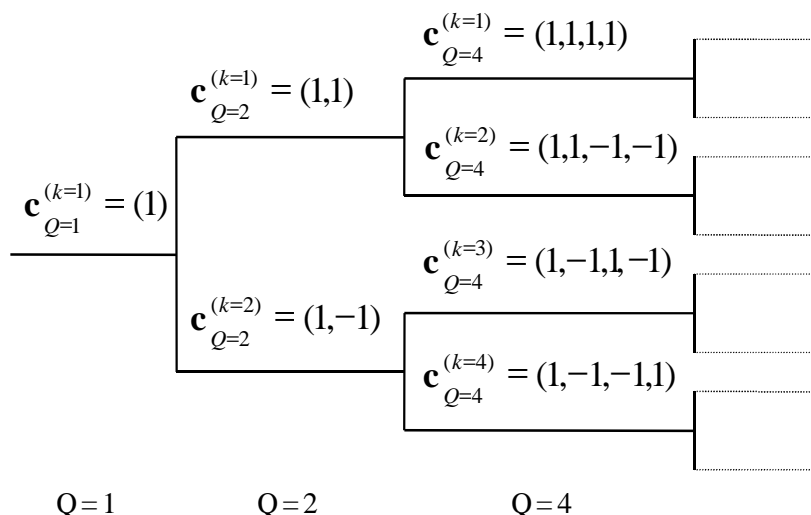 c_{Q=4}^{(k=1)} = (1,1,1,1)
c_{Q=2}^{(k=1)} = (1,1)
c_{Q=4}^{(k=2)} = (1,1,−1,−1)
c_{Q=1}^{(k=1)} = (1)
c_{Q=4}^{(k=3)} = (1,−1,1,−1)
c_{Q=2}^{(k=2)} = (1,−1)
c_{Q=4}^{(k=4)} = (1,−1,−1,1)
Q = 1 Q = 2 Q = 4